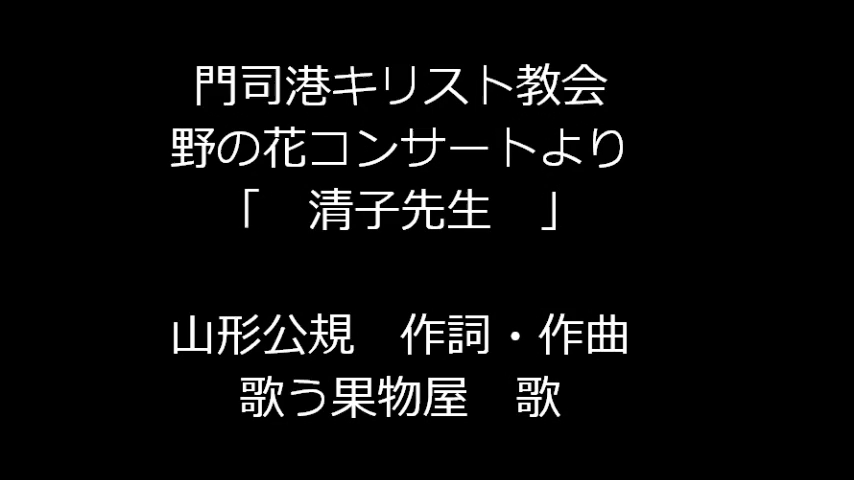 門司港キリスト教会
野の花コンサートより
「　清子先生　」
山形公規　作詞・作曲
歌う果物屋　歌